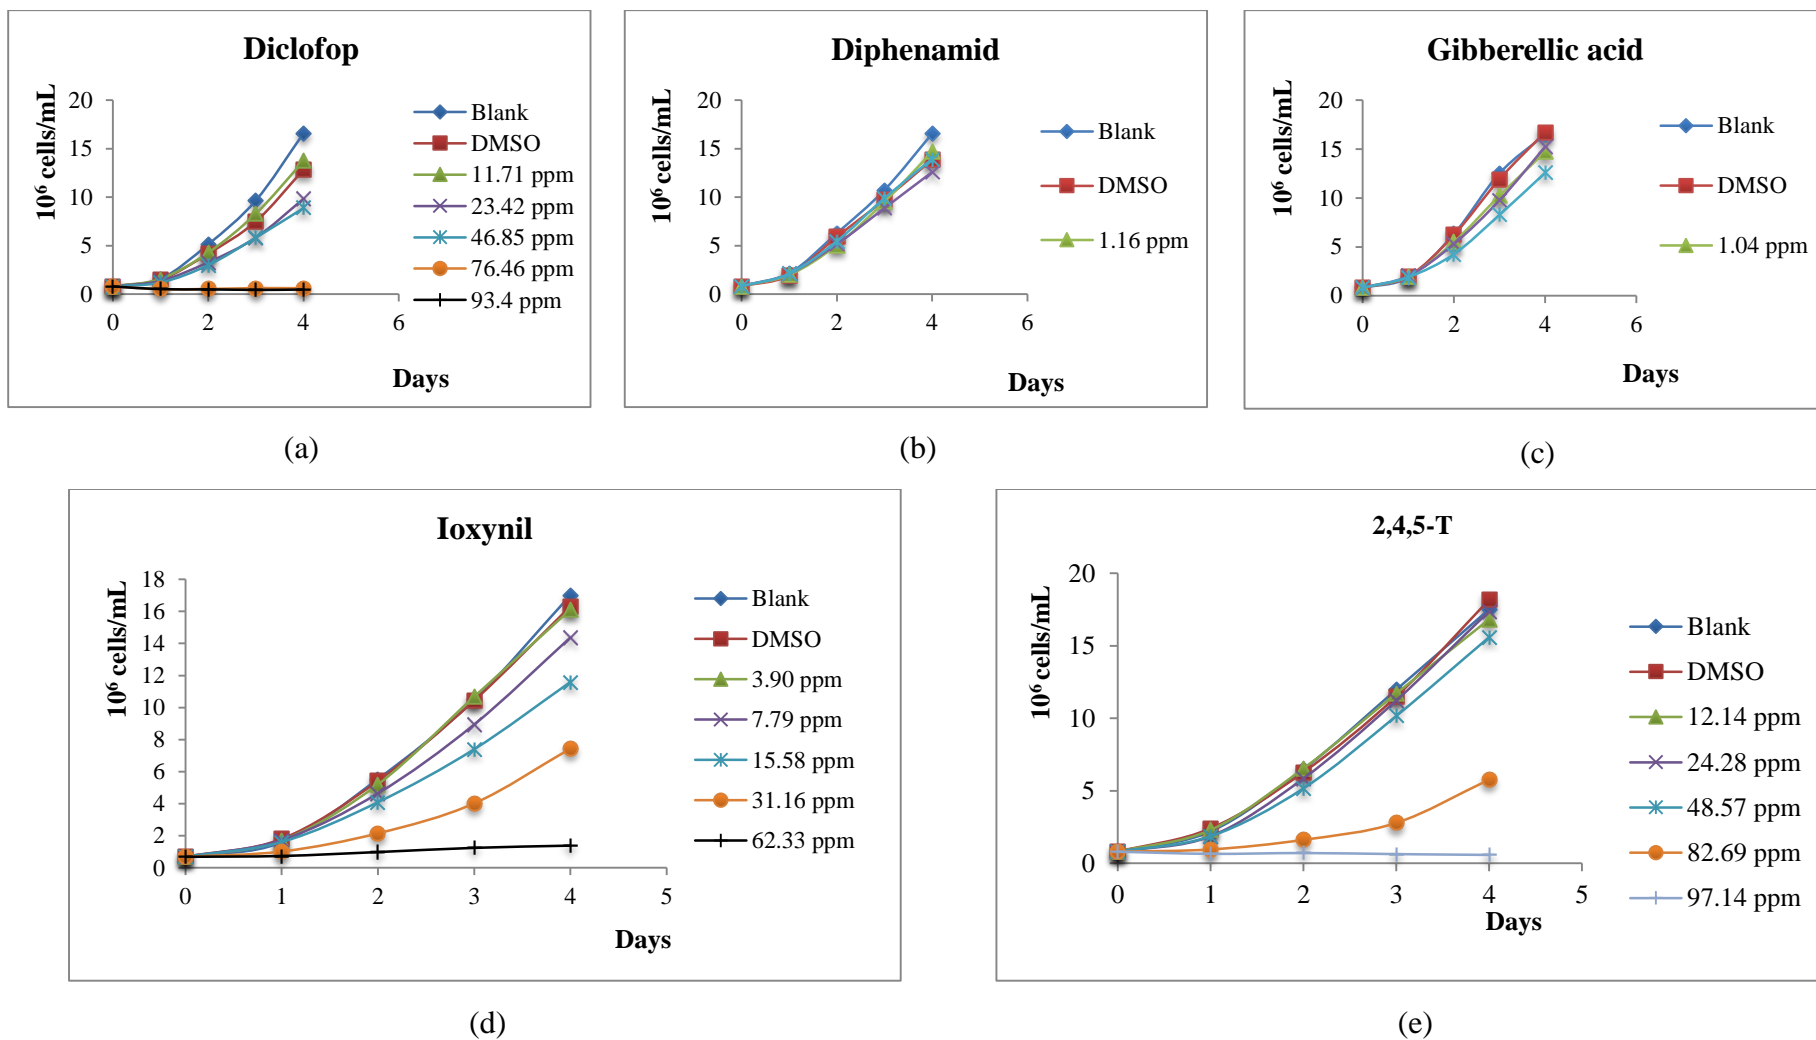 Diclofop
10⁶ cells/mL
20
15
10
5
0
0 2 4 6
Days
Blank
DMSO
11.71 ppm
23.42 ppm
46.85 ppm
76.46 ppm
93.4 ppm
(a)
Diphenamid
10⁶ cells/mL
20
15
10
5
0
0 2 4 6
Days
Blank
DMSO
1.16 ppm
(b)
Gibberellic acid
10⁶ cells/mL
20
15
10
5
0
0 2 4 6
Days
Blank
DMSO
1.04 ppm
(c)
Ioxynil
10⁶ cells/mL
18
16
14
12
10
8
6
4
2
0
0 1 2 3 4 5
Days
Blank
DMSO
3.90 ppm
7.79 ppm
15.58 ppm
31.16 ppm
62.33 ppm
(d)
2,4,5-T
10⁶ cells/mL
20
15
10
5
0
0 1 2 3 4 5
Days
Blank
DMSO
12.14 ppm
24.28 ppm
48.57 ppm
82.69 ppm
97.14 ppm
(e)